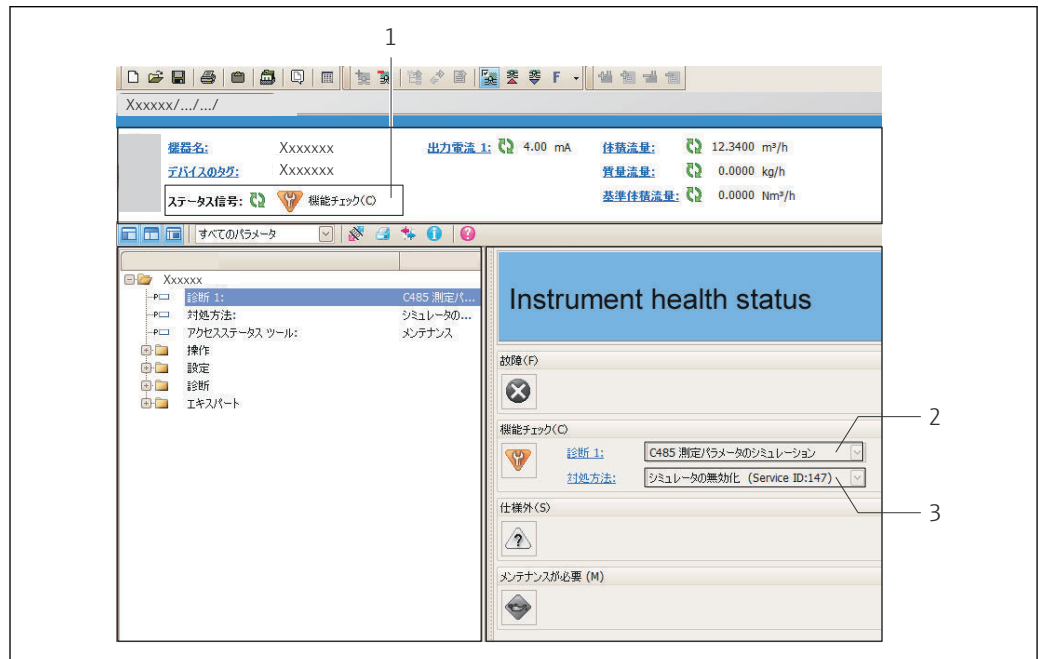 1
F
Xxxxxx/.../.../
機器名: Xxxxxxx 出力電流 1: 4.00 mA 体積流量: 12.3400 m³/h
デバイスのタグ: Xxxxxxx 質量流量: 0.0000 kg/h
ステータス信号: 機能チェック(C) 基準体積流量: 0.0000 Nm³/h
すべてのパラメータ
Xxxxxx
診断 1: C485 測定パ...
対処方法: シミュレータの...
アクセスステータス ツール: メンテナンス
操作
設定
診断
エキスパート
Instrument health status
故障(F)
機能チェック(C)
診断 1: C485 測定パラメータのシミュレーション
2
対処方法: シミュレータの無効化 (Service ID:147)
3
仕様外(S)
メンテナンスが必要 (M)